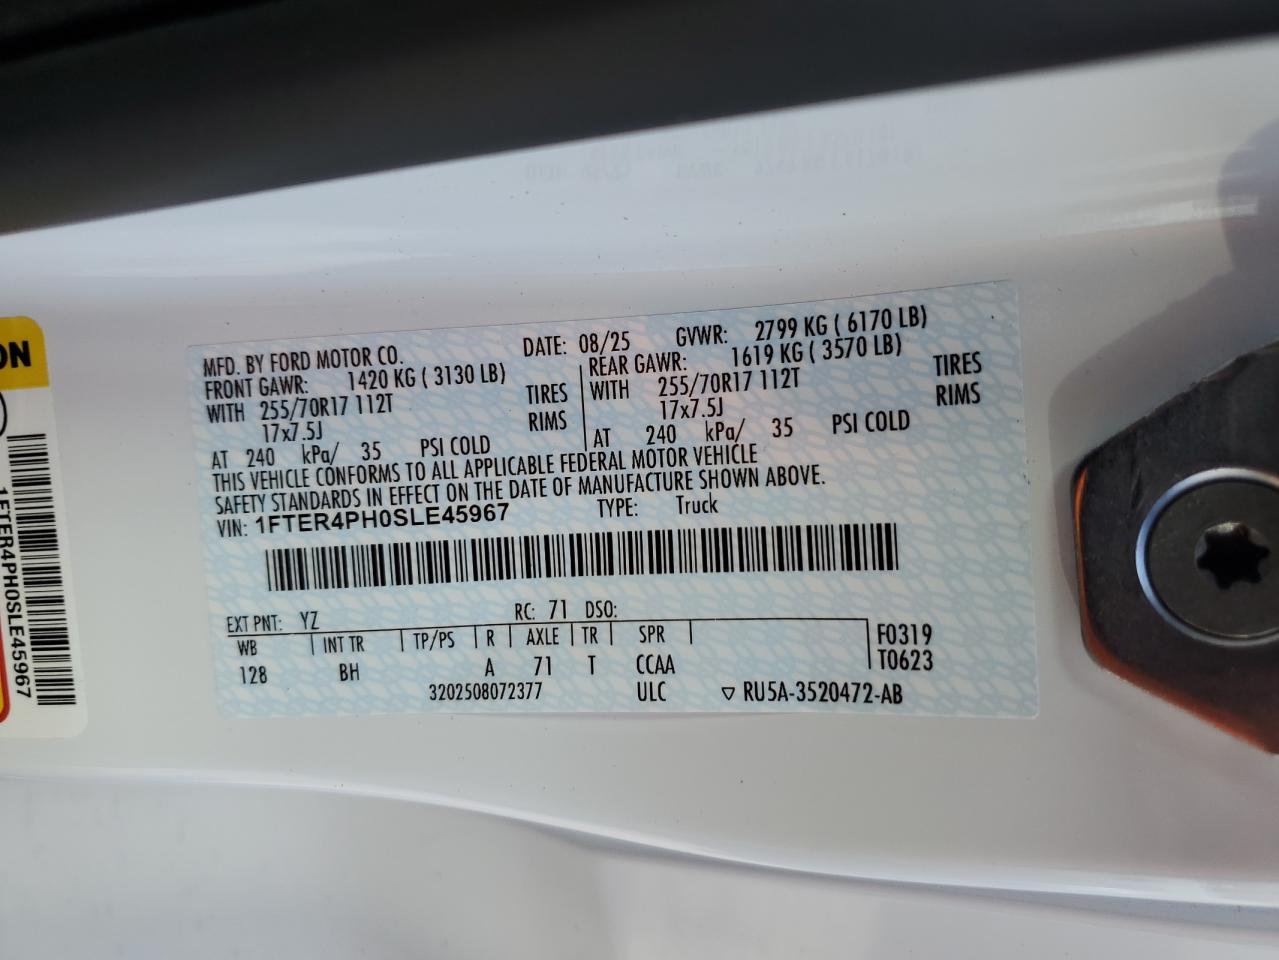 MFD. BY FORD MOTOR CO. DATE: 08/25 GVWR: 2799 KG ( 6170 LB)
FRONT GAWR: 1420 KG ( 3130 LB) REAR GAWR: 1619 KG ( 3570 LB)
WITH 255/70R17 112T TIRES WITH 255/70R17 112T TIRES
17x7.5J RIMS 17x7.5J RIMS
AT 240 kPa/ 35 PSI COLD AT 240 kPa/ 35 PSI COLD
THIS VEHICLE CONFORMS TO ALL APPLICABLE FEDERAL MOTOR VEHICLE
SAFETY STANDARDS IN EFFECT ON THE DATE OF MANUFACTURE SHOWN ABOVE.
VIN: 1FTER4PH0SLE45967 TYPE: Truck
EXT PNT: YZ RC: 71 DSO:
WB INT TR TP/PS R AXLE TR SPR F0319
128 BH A 71 T CCAA T0623
3202508072377 ULC ▽ RU5A-3520472-AB
ON
1FTER4PH0SLE45967